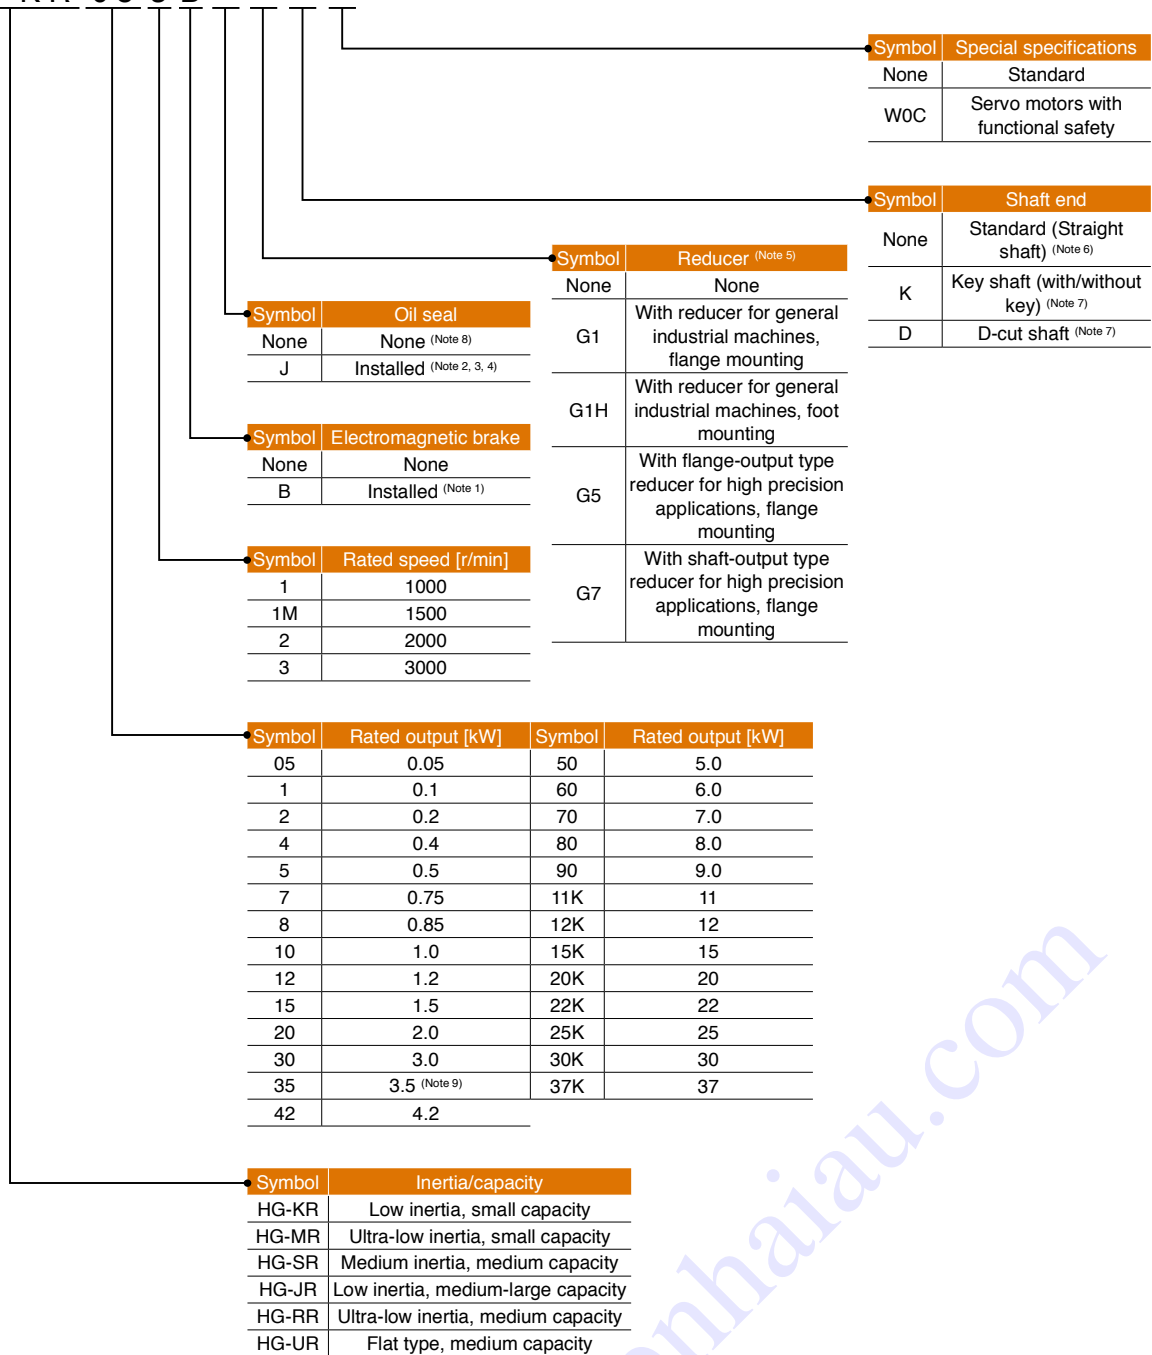 Symbol Special specifications
None Standard
W0C Servo motors with functional safety
Symbol Shaft end
None Standard (Straight shaft) (Note 6)
K Key shaft (with/without key) (Note 7)
D D-cut shaft (Note 7)
Symbol Reducer (Note 5)
None None
G1 With reducer for general industrial machines, flange mounting
G1H With reducer for general industrial machines, foot mounting
G5 With flange-output type reducer for high precision applications, flange mounting
G7 With shaft-output type reducer for high precision applications, flange mounting
Symbol Oil seal
None None (Note 8)
J Installed (Note 2, 3, 4)
Symbol Electromagnetic brake
None None
B Installed (Note 1)
Symbol Rated speed [r/min]
1 1000
1M 1500
2 2000
3 3000
Symbol Rated output [kW] Symbol Rated output [kW]
05 0.05 50 5.0
1 0.1 60 6.0
2 0.2 70 7.0
4 0.4 80 8.0
5 0.5 90 9.0
7 0.75 11K 11
8 0.85 12K 12
10 1.0 15K 15
12 1.2 20K 20
15 1.5 22K 22
20 2.0 25K 25
30 3.0 30K 30
35 3.5 (Note 9) 37K 37
42 4.2
Symbol Inertia/capacity
HG-KR Low inertia, small capacity
HG-MR Ultra-low inertia, small capacity
HG-SR Medium inertia, medium capacity
HG-JR Low inertia, medium-large capacity
HG-RR Ultra-low inertia, medium capacity
HG-UR Flat type, medium capacity
onhaiau.com